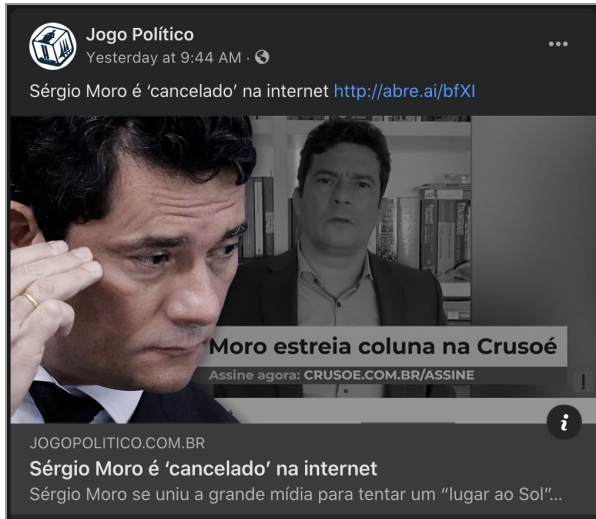 Jogo Político
Yesterday at 9:44 AM ·
Sérgio Moro é ‘cancelado’ na internet http://abre.ai/bfXI
Moro estreia coluna na Crusoé
Assine agora: CRUSOE.COM.BR/ASSINE
JOGOPOLITICO.COM.BR
Sérgio Moro é ‘cancelado’ na internet
Sérgio Moro se uniu a grande mídia para tentar um “lugar ao Sol”...